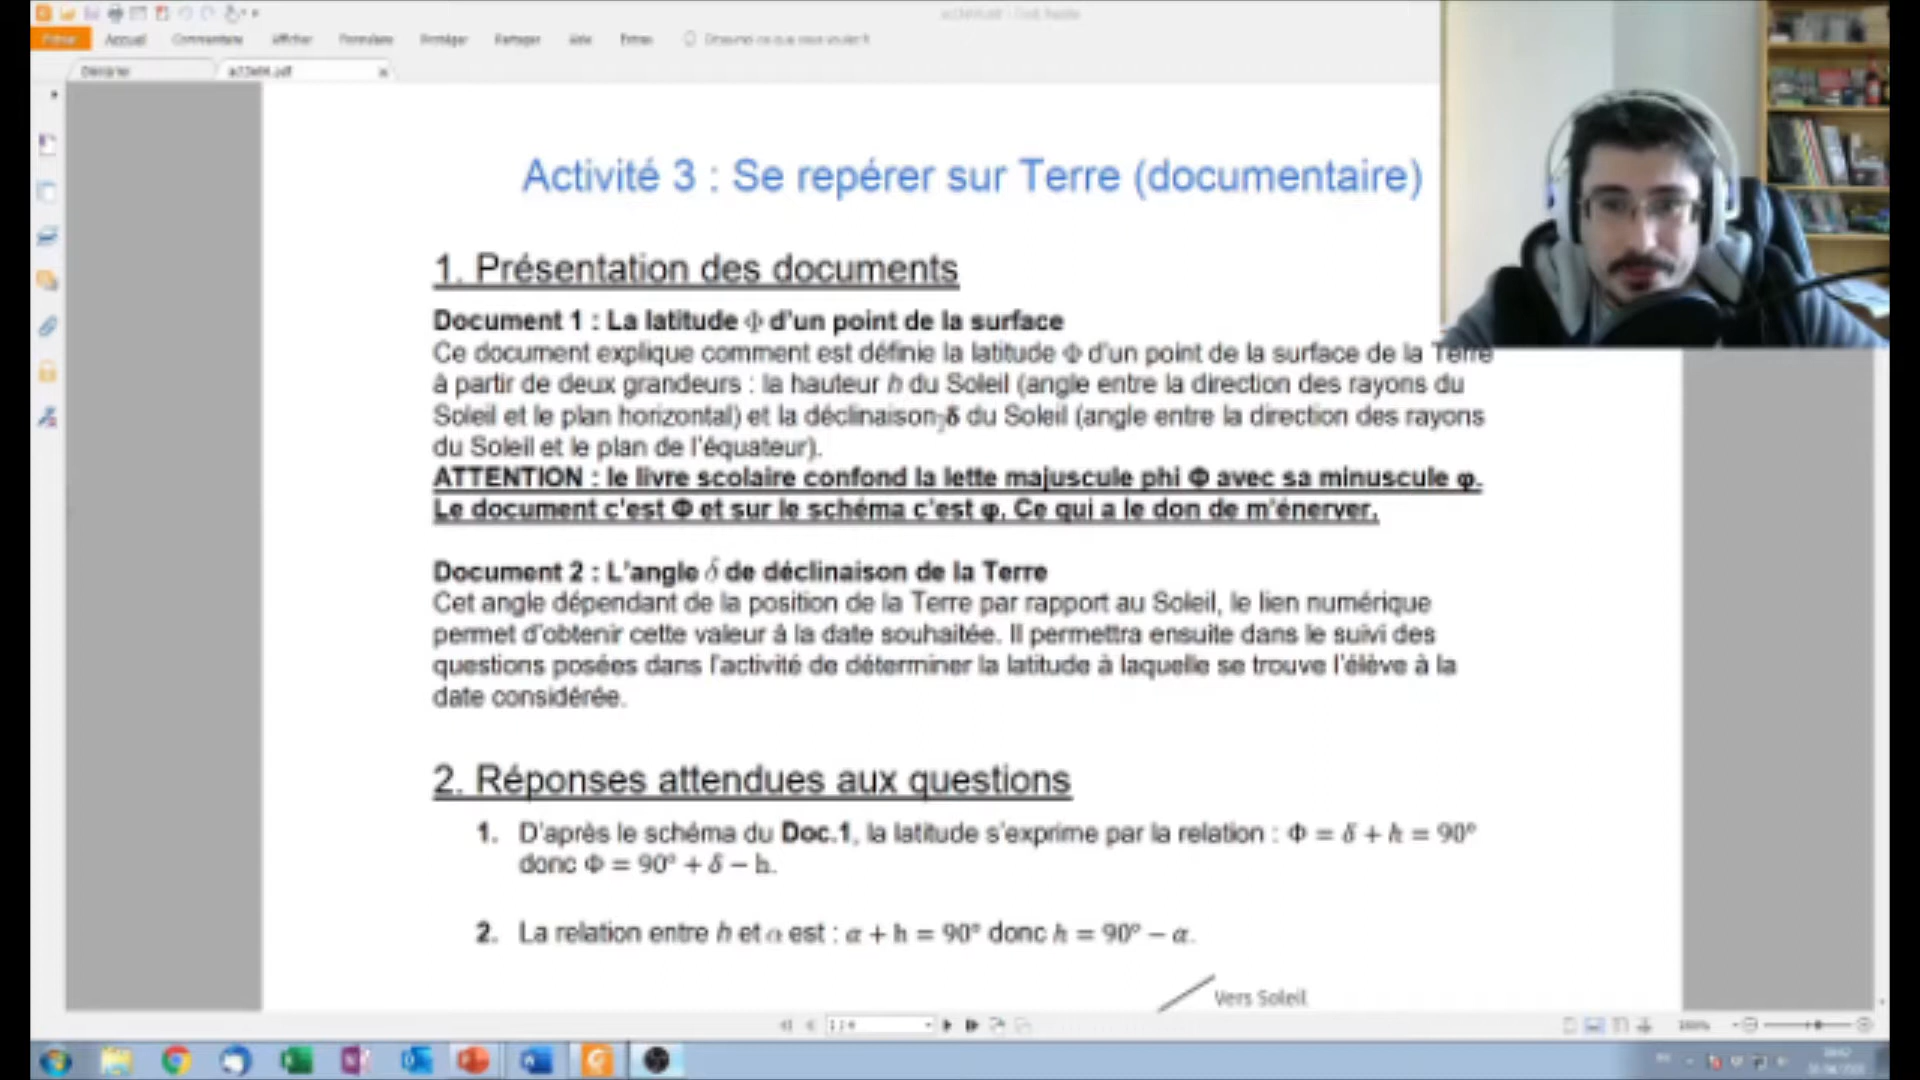 Accueil Commentaire Afficher Formulaire Protéger Partager Aide Extras
Démarrer
Activité 3 : Se repérer sur Terre (documentaire)
1. Présentation des documents
Document 1 : La latitude Φ d'un point de la surface
Ce document explique comment est définie la latitude Φ d'un point de la surface de la Terre
à partir de deux grandeurs : la hauteur h du Soleil (angle entre la direction des rayons du
Soleil et le plan horizontal) et la déclinaison δ du Soleil (angle entre la direction des rayons
du Soleil et le plan de l'équateur).
ATTENTION : le livre scolaire confond la lette majuscule phi Φ avec sa minuscule φ.
Le document c'est Φ et sur le schéma c'est φ. Ce qui a le don de m'énerver.
Document 2 : L'angle δ de déclinaison de la Terre
Cet angle dépendant de la position de la Terre par rapport au Soleil, le lien numérique
permet d'obtenir cette valeur à la date souhaitée. Il permettra ensuite dans le suivi des
questions posées dans l'activité de déterminer la latitude à laquelle se trouve l'élève à la
date considérée.
2. Réponses attendues aux questions
1. D'après le schéma du Doc.1, la latitude s'exprime par la relation : Φ = δ + h = 90°
donc Φ = 90° + δ − h.
2. La relation entre h et α est : α + h = 90° donc h = 90° − α.
Vers Soleil